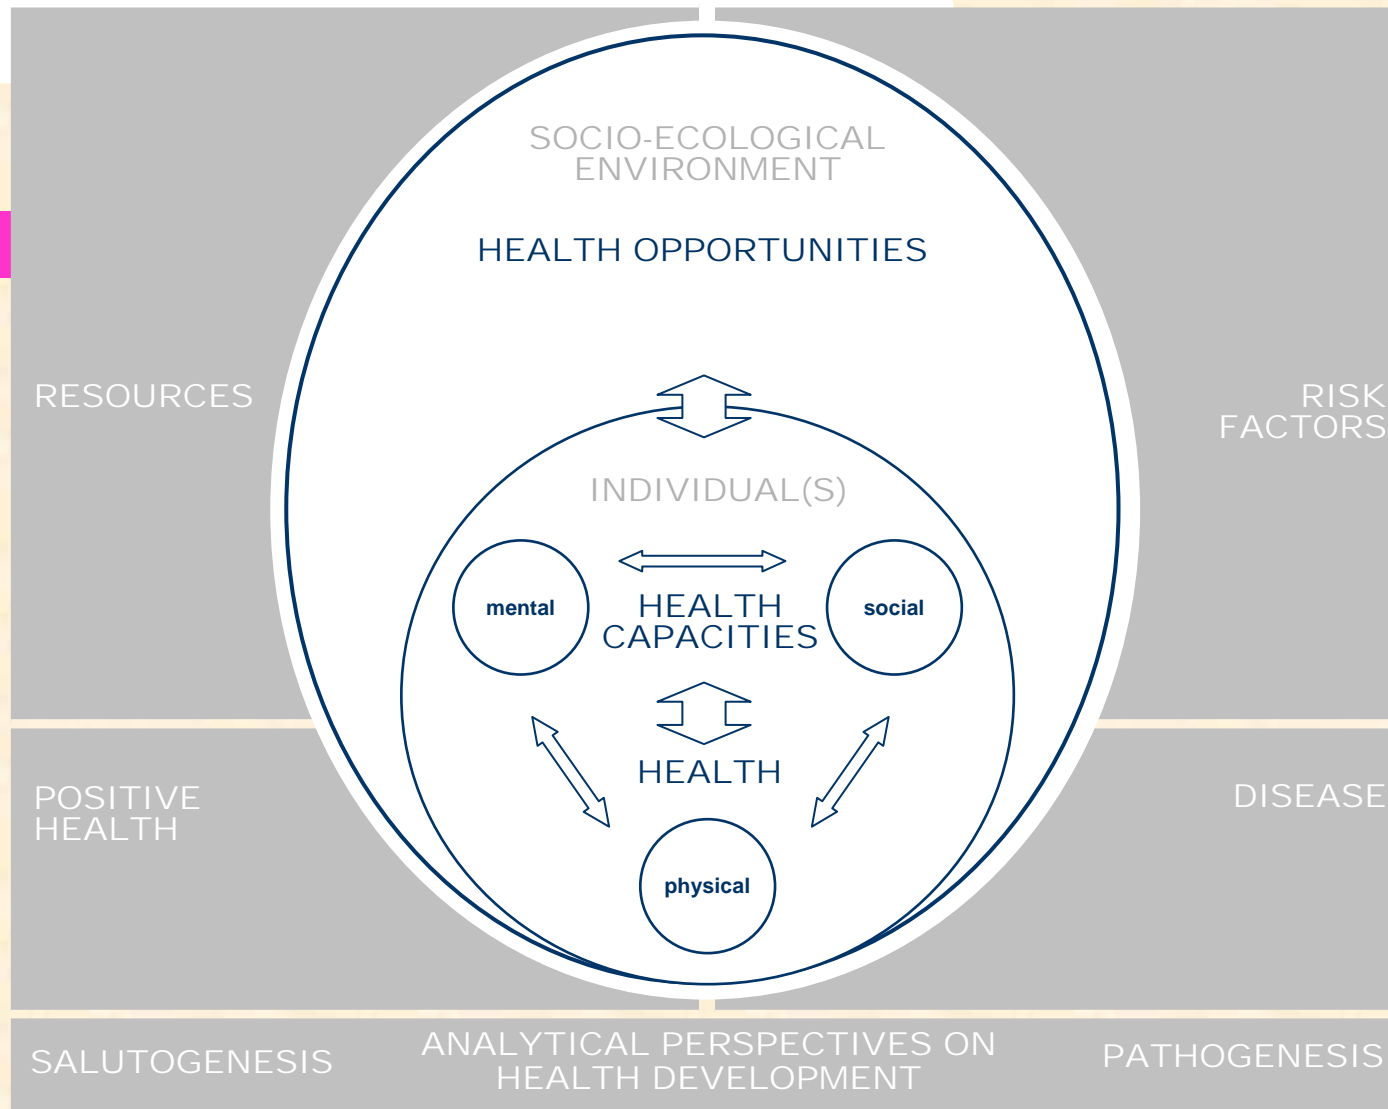 SOCIO-ECOLOGICAL
ENVIRONMENT
HEALTH OPPORTUNITIES
RESOURCES
RISK
FACTORS
INDIVIDUAL(S)
mental
HEALTH
CAPACITIES
social
HEALTH
POSITIVE
HEALTH
DISEASE
physical
SALUTOGENESIS
ANALYTICAL PERSPECTIVES ON
HEALTH DEVELOPMENT
PATHOGENESIS